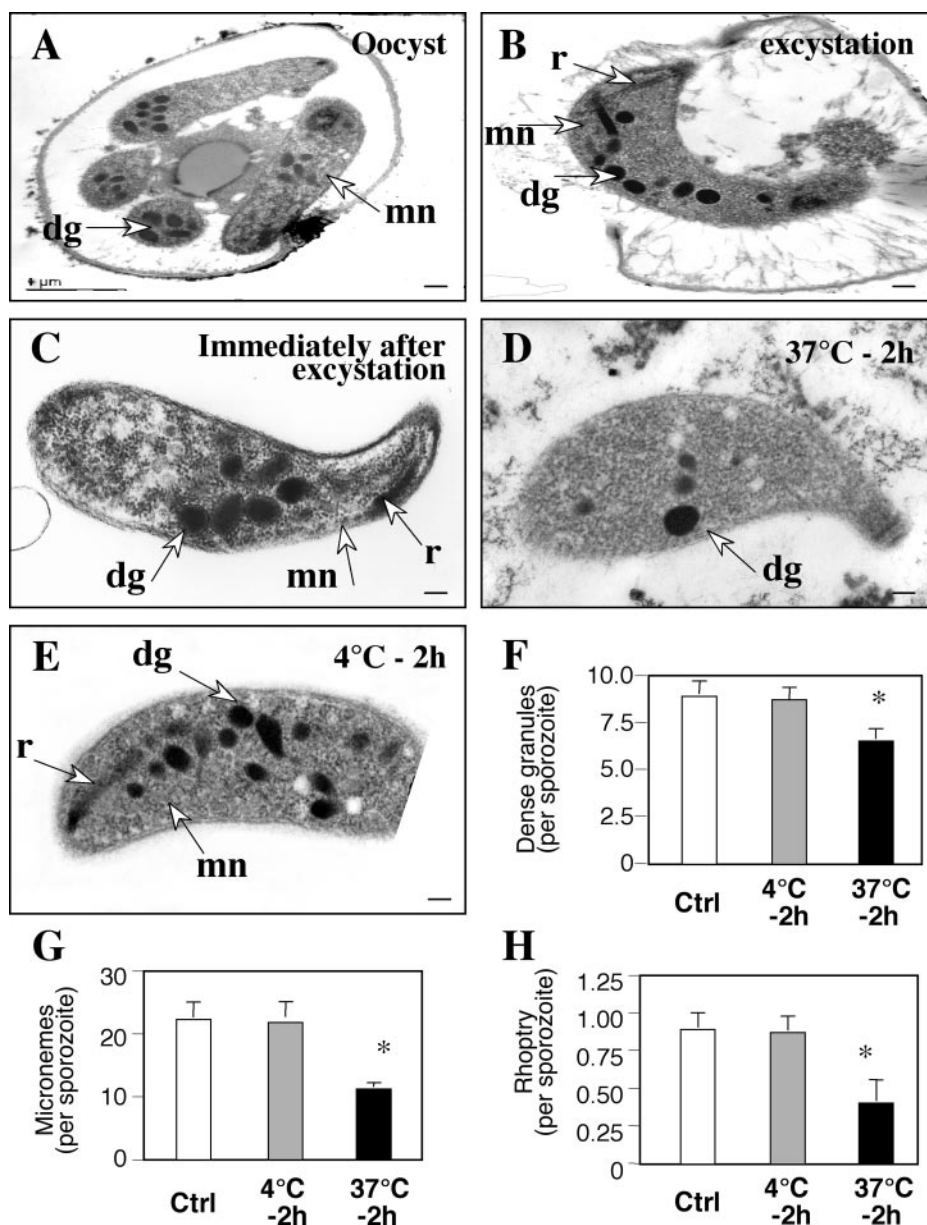 A
Oocyst
mn
dg
B
excystation
r
mn
dg
C
Immediately after
excystation
dg
mn
r
D
37°C - 2h
dg
E
4°C - 2h
dg
r
mn
F
Dense granules
(per sporozoite)
10.0
7.5
5.0
2.5
0
*
Ctrl
4°C
-2h
37°C
-2h
G
Micronemes
(per sporozoite)
30
20
10
0
*
Ctrl
4°C
-2h
37°C
-2h
H
Rhoptry
(per sporozoite)
1.25
1.00
0.75
0.50
0.25
0
*
Ctrl
4°C
-2h
37°C
-2h